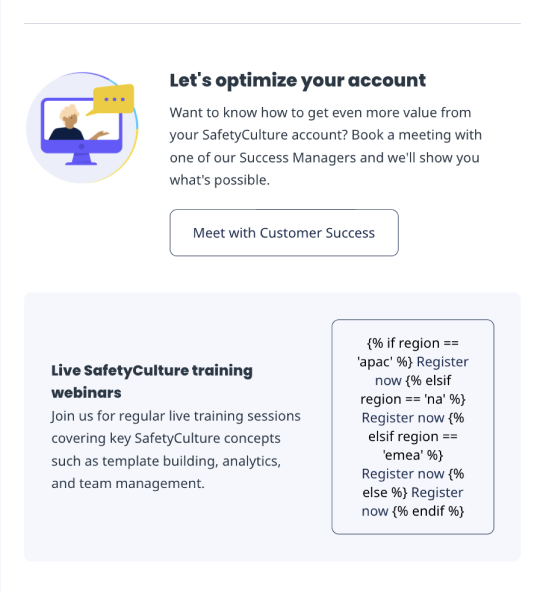 Let's optimize your account
Want to know how to get even more value from
your SafetyCulture account? Book a meeting with
one of our Success Managers and we'll show you
what's possible.
Meet with Customer Success
Live SafetyCulture training
webinars
Join us for regular live training sessions
covering key SafetyCulture concepts
such as template building, analytics,
and team management.
{% if region ==
'apac' %} Register
now {% elsif
region == 'na' %}
Register now {%
elsif region ==
'emea' %}
Register now {%
else %} Register
now {% endif %}